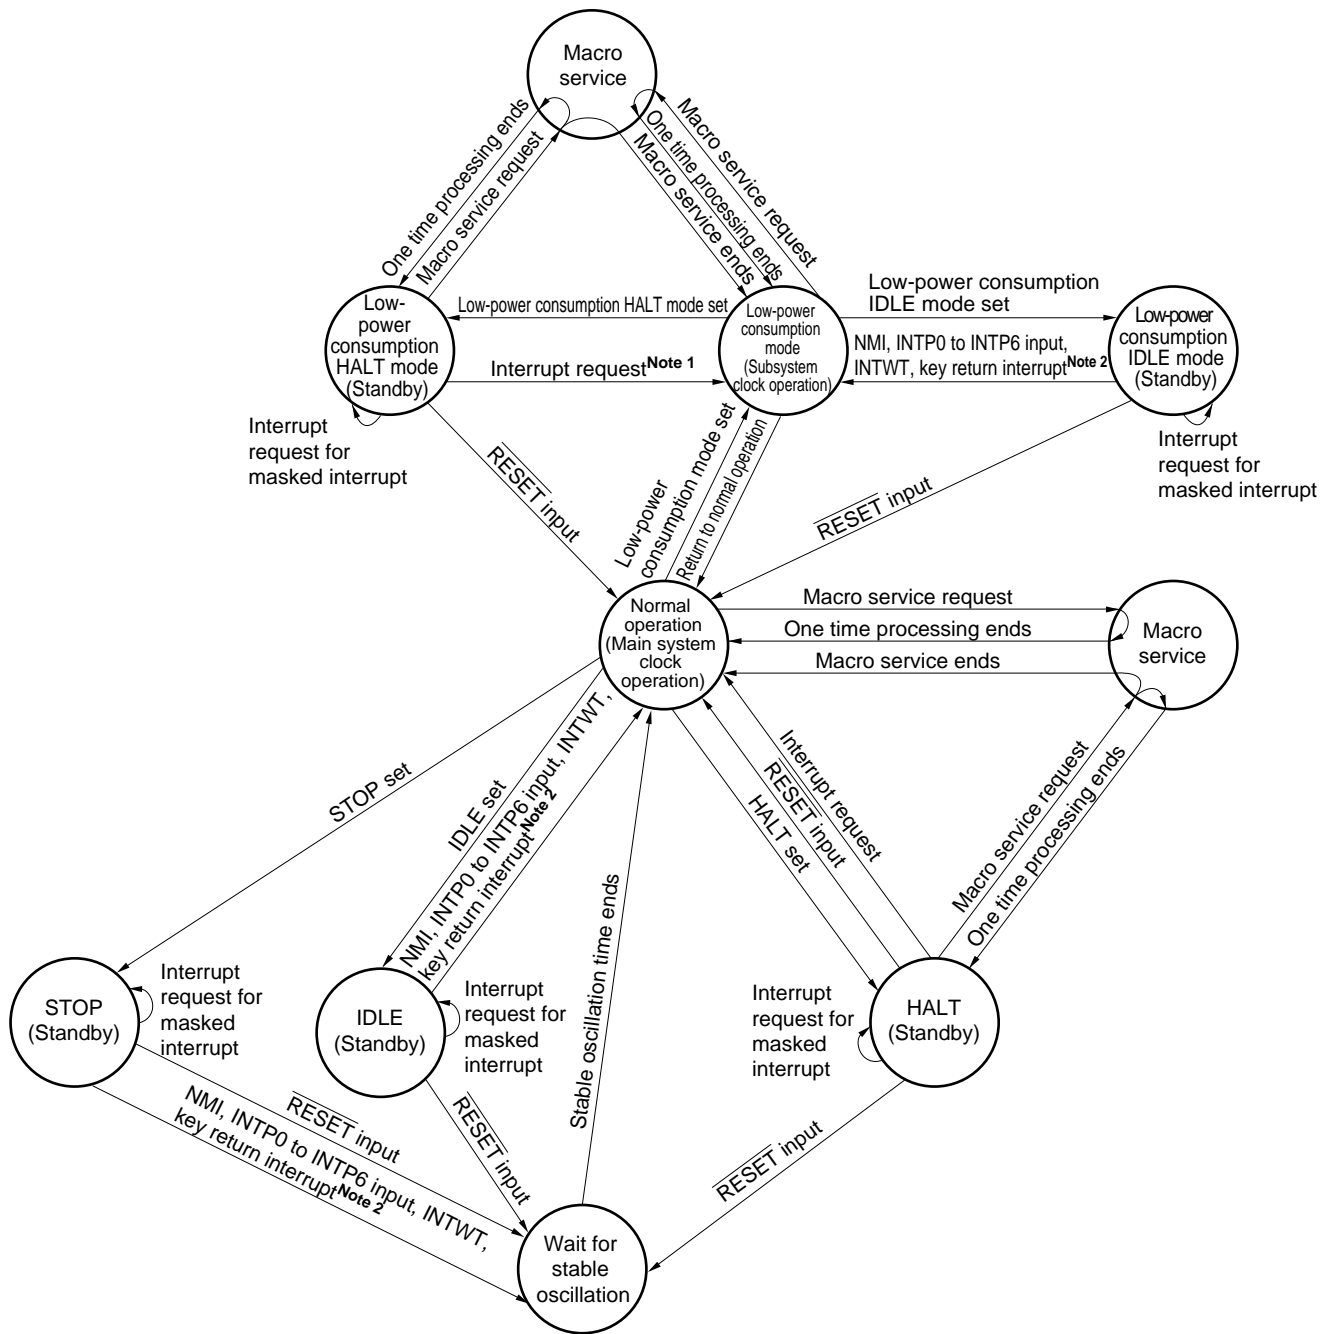 Macro
service
One time processing ends
Macro service request
Macro service ends
One time processing ends
Macro service request
Low-
power
consumption
HALT mode
(Standby)
Low-power consumption HALT mode set
Interrupt request Note 1
Low-power
consumption
mode
(Subsystem
clock operation)
Low-power consumption
IDLE mode set
NMI, INTP0 to INTP6 input,
INTWT, key return interrupt Note 2
Low-power
consumption
IDLE mode
(Standby)
Interrupt
request for
masked interrupt
Interrupt
request for
masked interrupt
RESET input
Low-power
consumption mode set
Return to normal operation
RESET input
Normal
operation
(Main system
clock
operation)
Macro service request
One time processing ends
Macro service ends
Macro
service
STOP set
IDLE set
NMI, INTP0 to INTP6 input, INTWT,
key return interrupt Note 2
Stable oscillation time ends
HALT set
RESET input
Interrupt request
Macro service request
One time processing ends
STOP
(Standby)
Interrupt
request for
masked
interrupt
IDLE
(Standby)
Interrupt
request for
masked
interrupt
Interrupt
request for
masked
interrupt
HALT
(Standby)
RESET input
NMI, INTP0 to INTP6 input, INTWT,
key return interrupt Note 2
RESET input
RESET input
Wait for
stable
oscillation